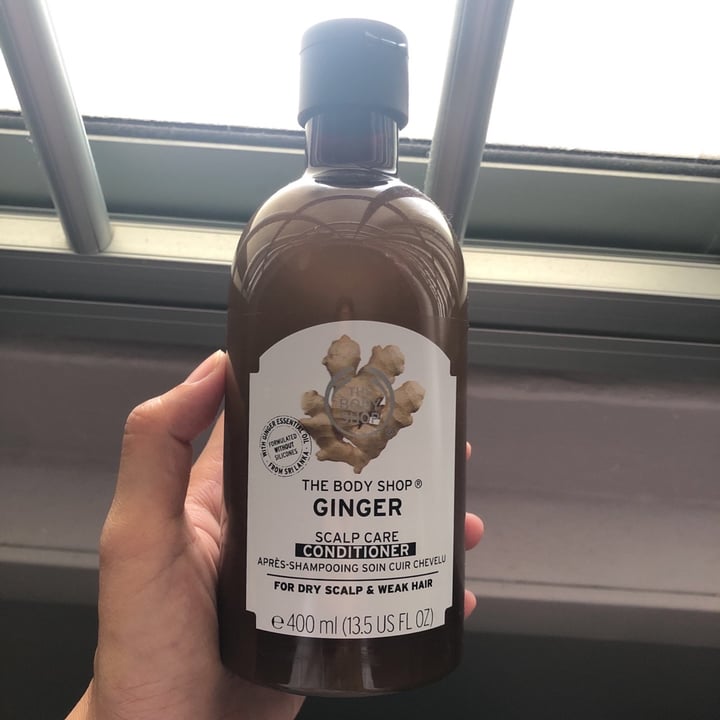 THE
BODY
SHOP
WITH GINGER ESSENTIAL OIL
FORMULATED
WITHOUT
SILICONES
FROM SRI LANKA
THE BODY SHOP®
GINGER
SCALP CARE
CONDITIONER
APRÈS-SHAMPOOING SOIN CUIR CHEVELU
FOR DRY SCALP & WEAK HAIR
℮ 400 ml (13.5 US FL OZ)